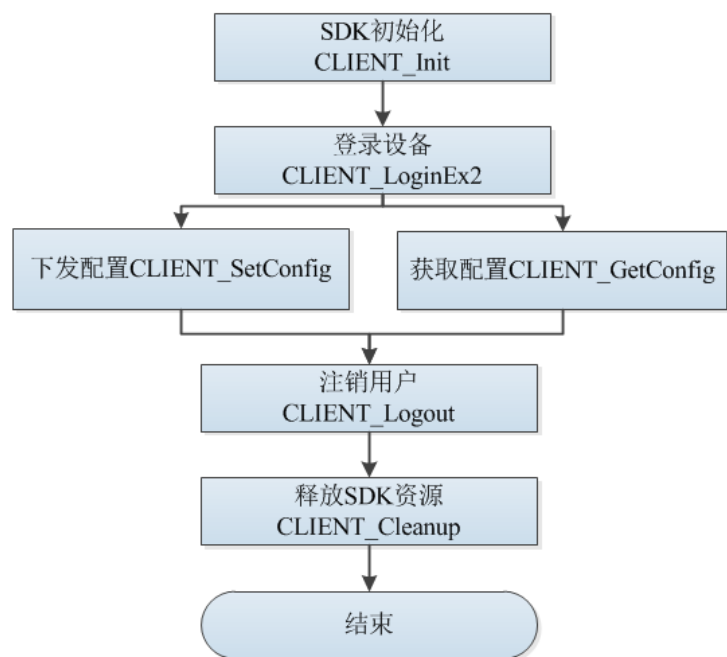 SDK初始化
CLIENT_Init
登录设备
CLIENT_LoginEx2
下发配置CLIENT_SetConfig
获取配置CLIENT_GetConfig
注销用户
CLIENT_Logout
释放SDK资源
CLIENT_Cleanup
结束